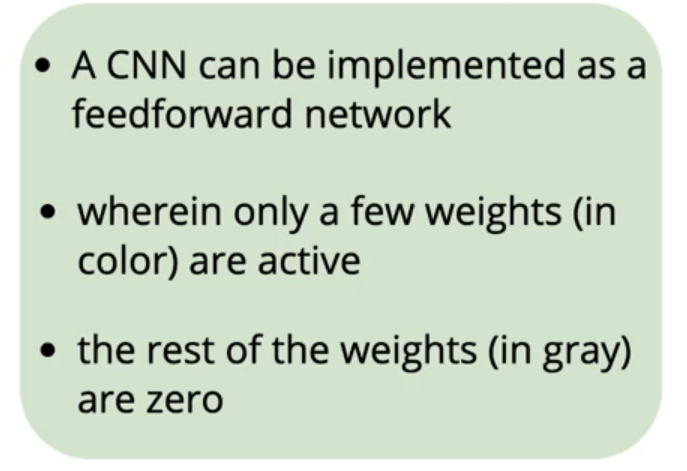 • A CNN can be implemented as a
feedforward network
• wherein only a few weights (in
color) are active
• the rest of the weights (in gray)
are zero